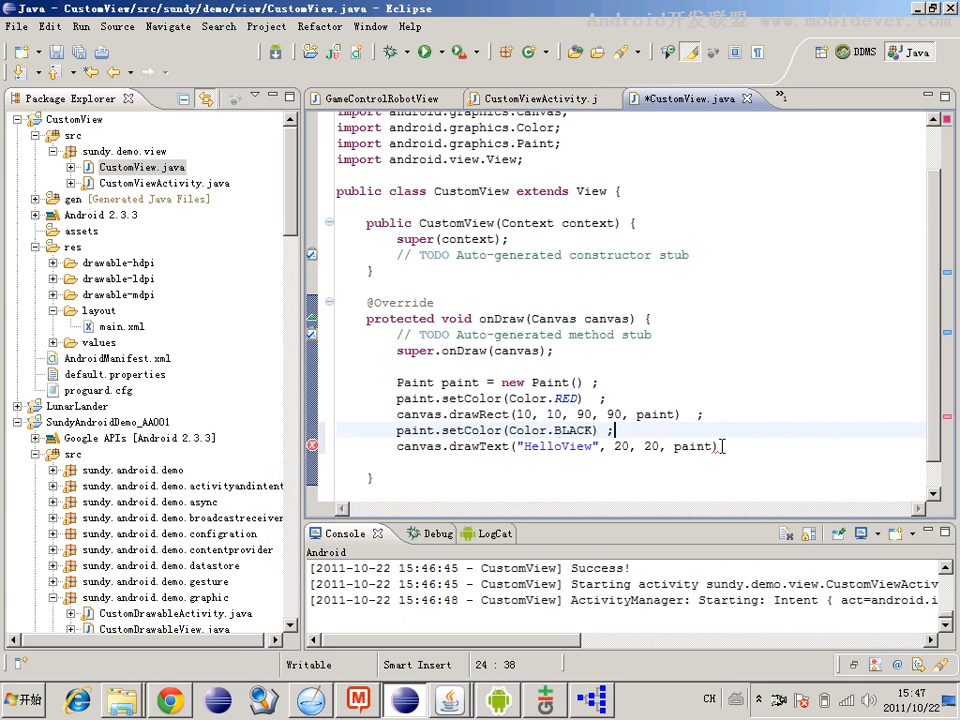 Java - CustomView/src/sundy/demo/view/CustomView.java - Eclipse
Android开发联盟 www.mobidever.com
File Edit Run Source Navigate Search Project Refactor Window Help
DDMS Java
Package Explorer
GameControlRobotView CustomViewActivity.j *CustomView.java »1
CustomView
src
sundy.demo.view
CustomView.java
CustomViewActivity.java
gen [Generated Java Files]
Android 2.3.3
assets
res
drawable-hdpi
drawable-ldpi
drawable-mdpi
layout
main.xml
values
AndroidManifest.xml
default.properties
proguard.cfg
LunarLander
SundyAndroidDemo_AA001
Google APIs [Android 2.3.3]
src
sundy.android.demo
sundy.android.demo.activityandintent
sundy.android.demo.async
sundy.android.demo.broadcastreceiver
sundy.android.demo.configration
sundy.android.demo.contentprovider
sundy.android.demo.datastore
sundy.android.demo.gesture
sundy.android.demo.graphic
CustomDrawableActivity.java
CustomDrawableView.java
import android.graphics.Canvas;
import android.graphics.Color;
import android.graphics.Paint;
import android.view.View;
public class CustomView extends View {
public CustomView(Context context) {
super(context);
// TODO Auto-generated constructor stub
}
@Override
protected void onDraw(Canvas canvas) {
// TODO Auto-generated method stub
super.onDraw(canvas);
Paint paint = new Paint() ;
paint.setColor(Color.RED) ;
canvas.drawRect(10, 10, 90, 90, paint) ;
paint.setColor(Color.BLACK) ;
canvas.drawText("HelloView", 20, 20, paint)
}
Console Debug LogCat
Android
[2011-10-22 15:46:45 - CustomView] Success!
[2011-10-22 15:46:45 - CustomView] Starting activity sundy.demo.view.CustomViewActiv
[2011-10-22 15:46:48 - CustomView] ActivityManager: Starting: Intent { act=android.i
Writable Smart Insert 24 : 38
开始 CH 15:47
2011/10/22